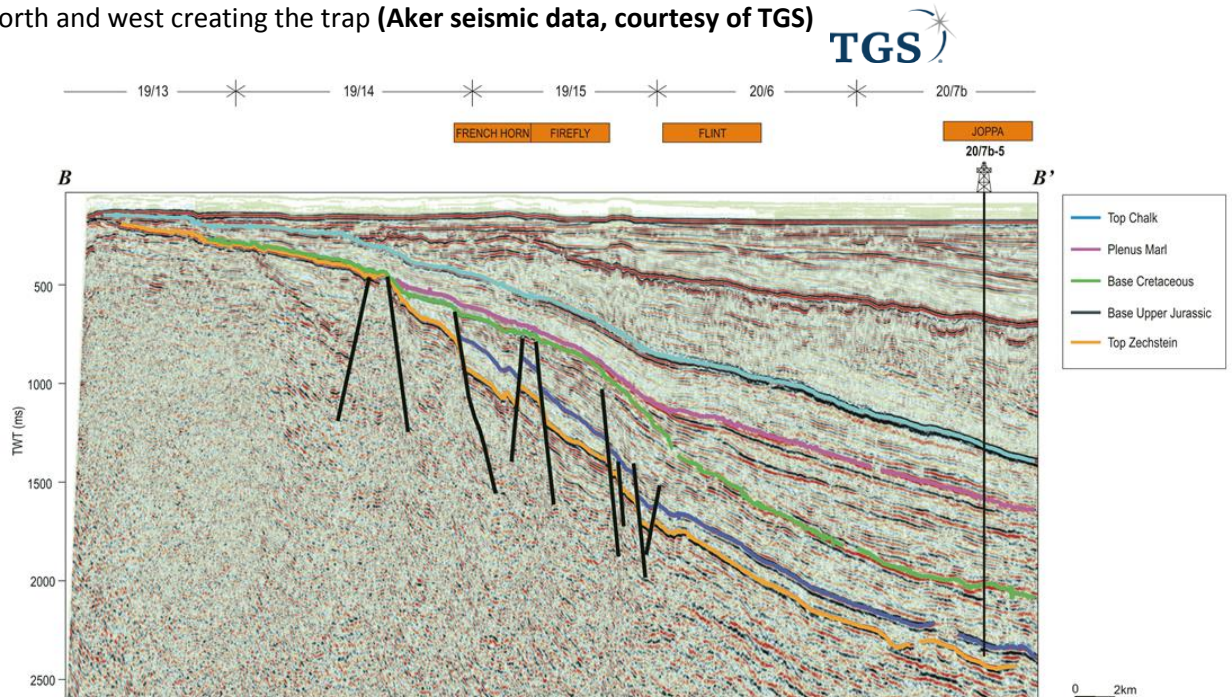 orth and west creating the trap (Aker seismic data, courtesy of TGS)
TGS
19/13 19/14 19/15 20/6 20/7b
FRENCH HORN FIREFLY FLINT JOPPA
20/7b-5
B B'
Top Chalk
Plenus Marl
Base Cretaceous
Base Upper Jurassic
Top Zechstein
500
1000
TWT (ms)
1500
2000
2500
0 2km